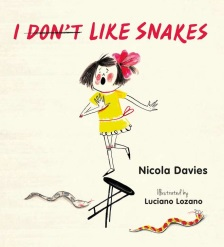 I DON'T LIKE SNAKES
Nicola Davies
Illustrated by
Luciano Lozano